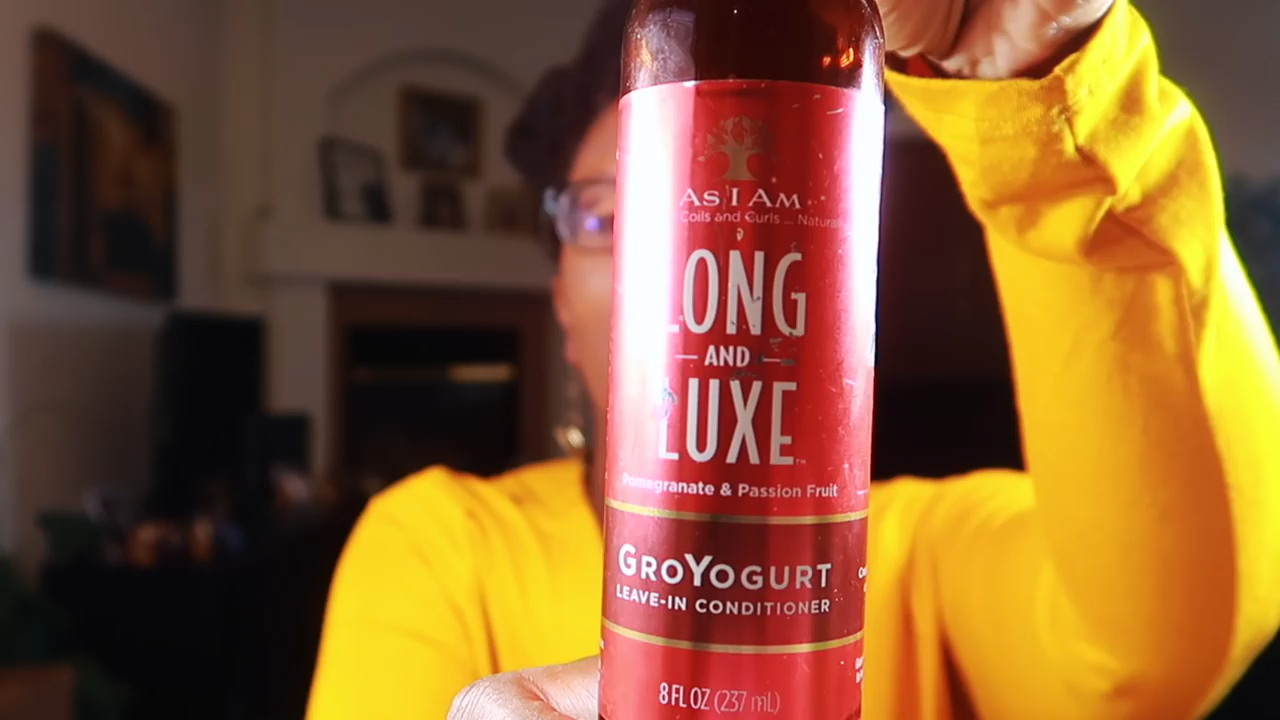 As I Am
Coils and Curls ... Natural
LONG
AND
LUXE™
Pomegranate & Passion Fruit
GroYogurt
LEAVE-IN CONDITIONER
8 FL OZ (237 mL)